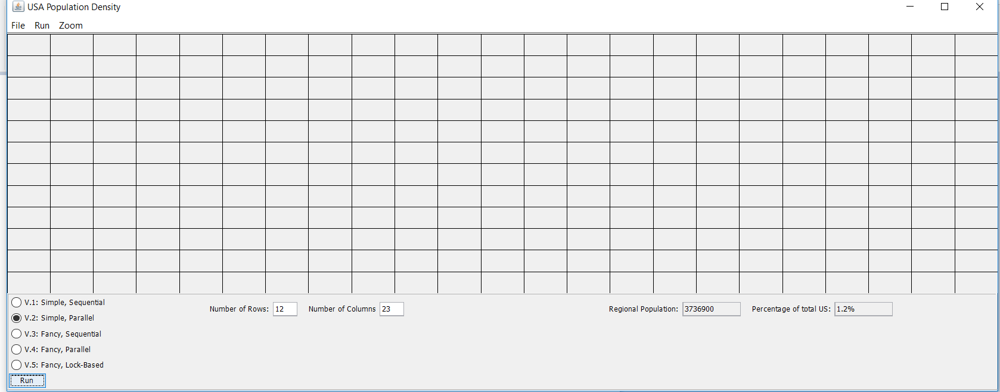 USA Population Density
File Run Zoom
V.1: Simple, Sequential
V.2: Simple, Parallel
V.3: Fancy, Sequential
V.4: Fancy, Parallel
V.5: Fancy, Lock-Based
Run
Number of Rows: 12 Number of Columns 23
Regional Population: 3736900 Percentage of total US: 1.2%